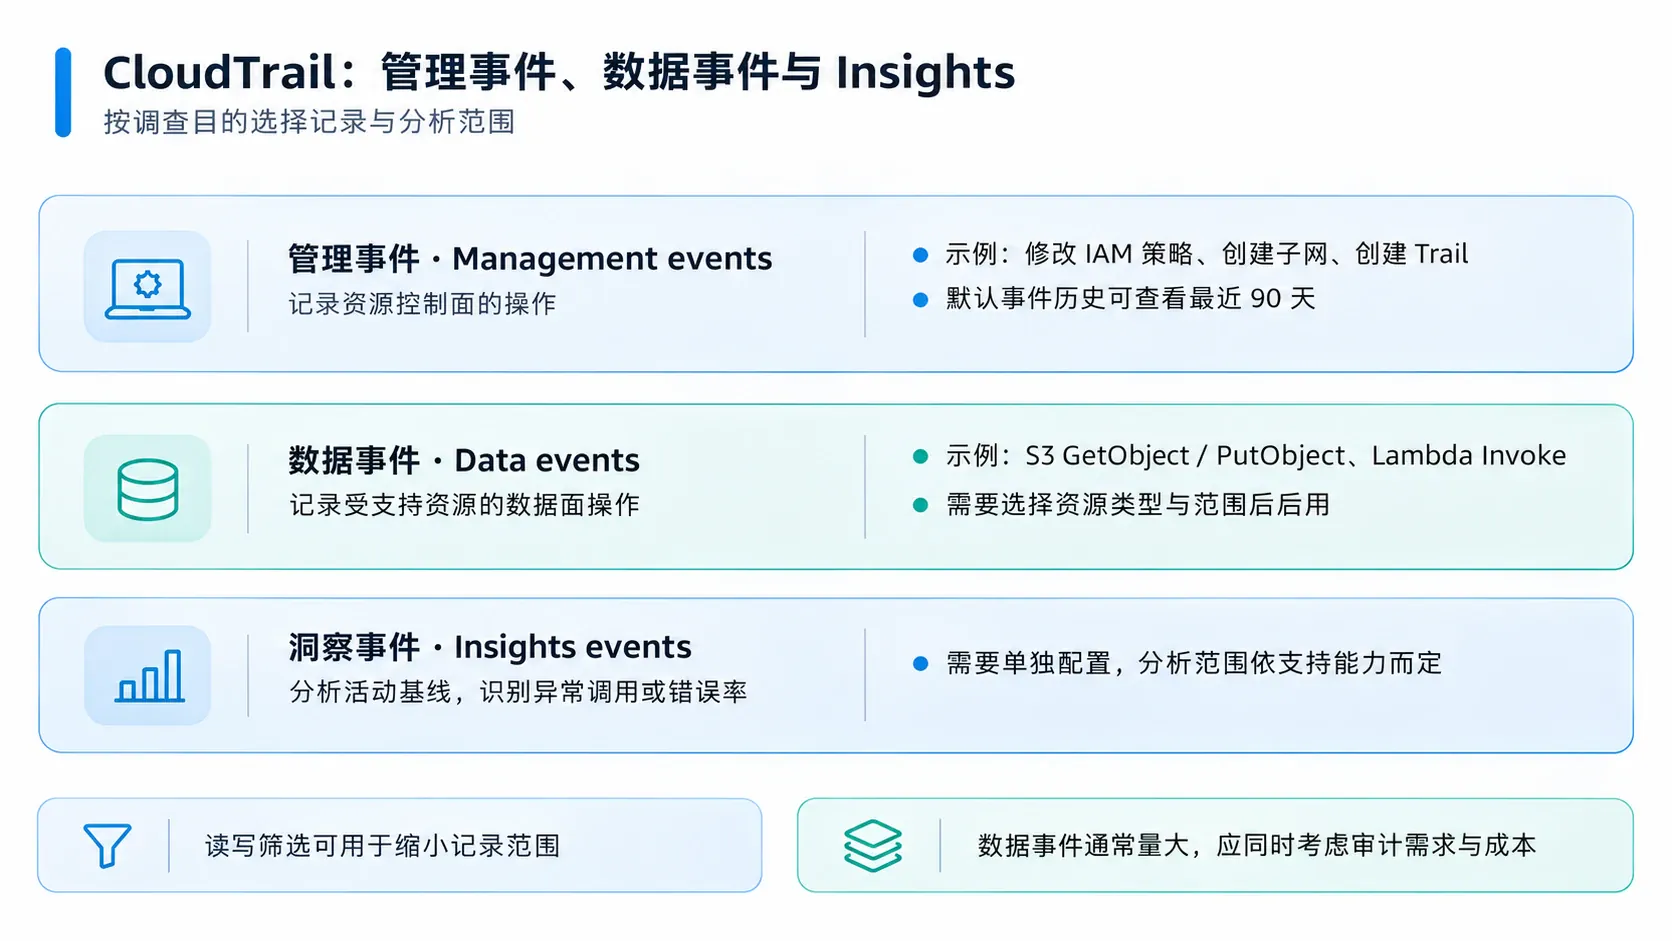 CloudTrail：管理事件、数据事件与 Insights
按调查目的选择记录与分析范围
管理事件 · Management events
记录资源控制面的操作
示例：修改 IAM 策略、创建子网、创建 Trail
默认事件历史可查看最近 90 天
数据事件 · Data events
记录受支持资源的数据面操作
示例：S3 GetObject / PutObject、Lambda Invoke
需要选择资源类型与范围后后用
洞察事件 · Insights events
分析活动基线，识别异常调用或错误率
需要单独配置，分析范围依支持能力而定
读写筛选可用于缩小记录范围
数据事件通常量大，应同时考虑审计需求与成本